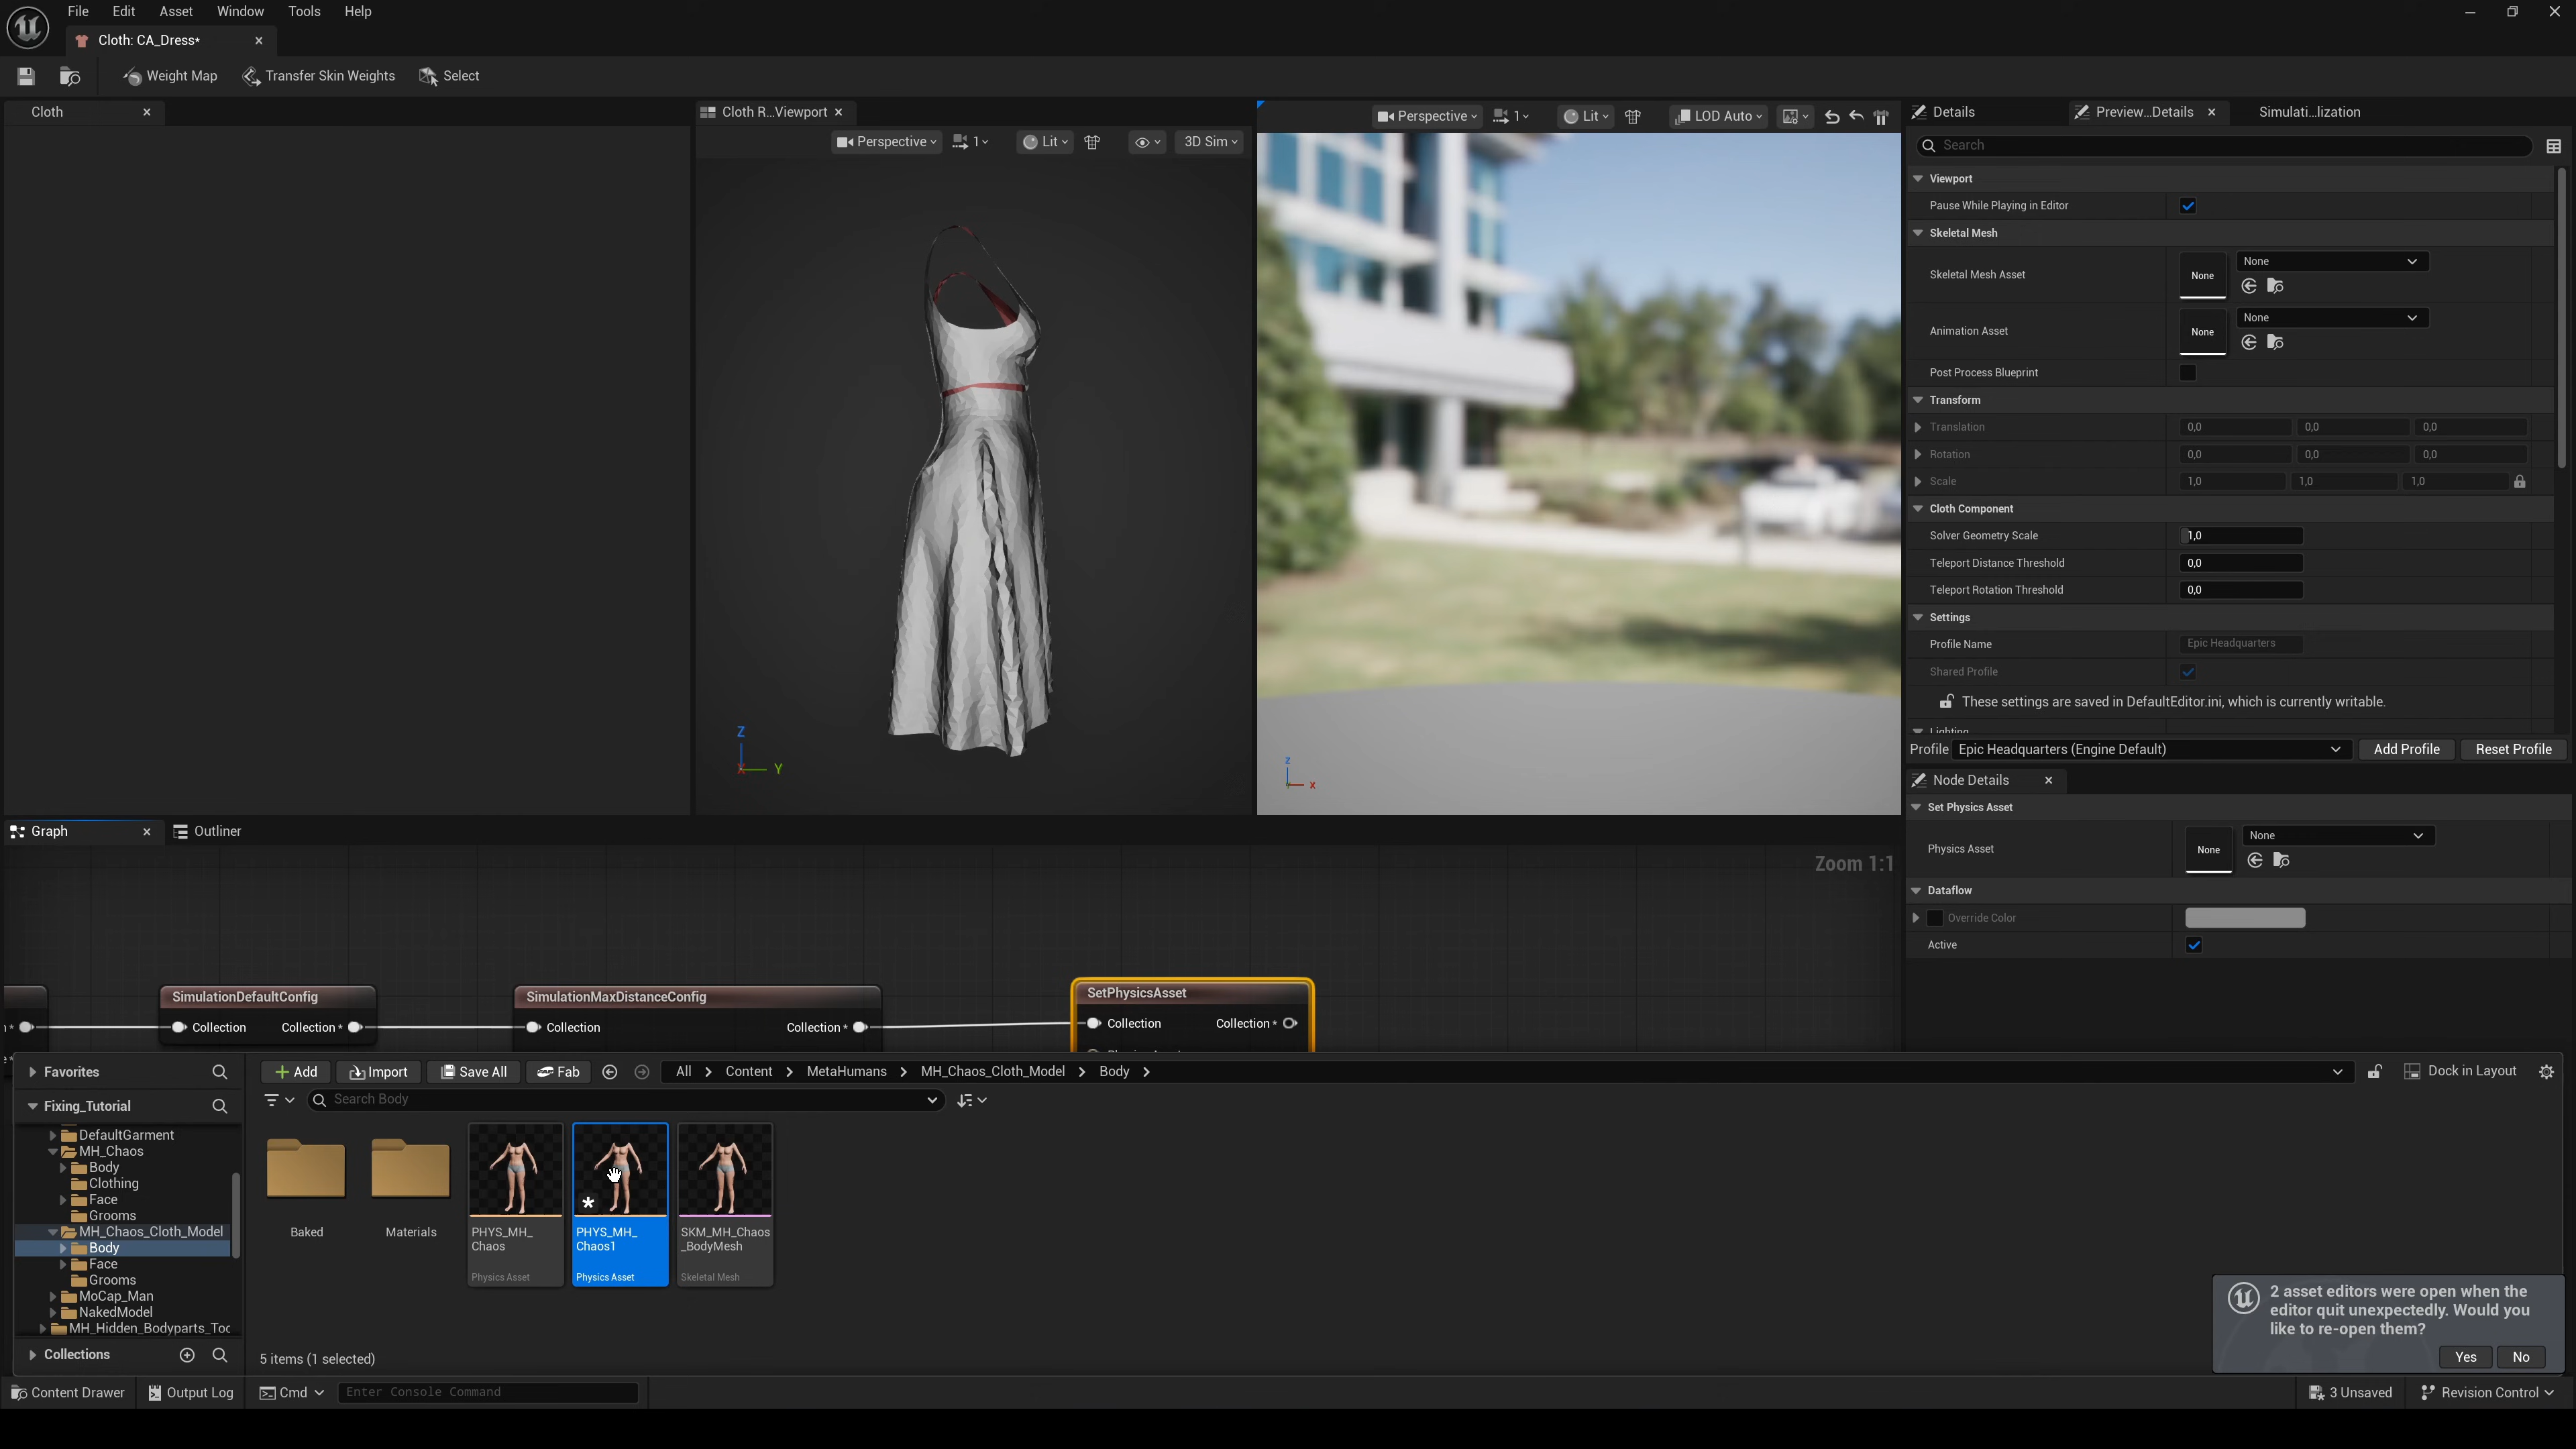 File Edit Asset Window Tools Help
Cloth: CA_Dress*
Weight Map Transfer Skin Weights Select
Cloth
Cloth R...Viewport
Perspective 1 Lit 3D Sim
Z
Y
X
Perspective 1 Lit LOD Auto
z
x
Details Preview...Details Simulati...lization
Search
Viewport
Pause While Playing in Editor
Skeletal Mesh
Skeletal Mesh Asset None None
Animation Asset None None
Post Process Blueprint
Transform
Translation 0,0 0,0 0,0
Rotation 0,0 0,0 0,0
Scale 1,0 1,0 1,0
Cloth Component
Solver Geometry Scale 1,0
Teleport Distance Threshold 0,0
Teleport Rotation Threshold 0,0
Settings
Profile Name Epic Headquarters
Shared Profile
These settings are saved in DefaultEditor.ini, which is currently writable.
Lighting
Profile Epic Headquarters (Engine Default) Add Profile Reset Profile
Node Details
Set Physics Asset
Physics Asset None None
Dataflow
Override Color
Active
Graph Outliner
Zoom 1:1
SimulationDefaultConfig
Collection Collection *
SimulationMaxDistanceConfig
Collection Collection *
SetPhysicsAsset
Collection Collection *
Favorites
Fixing_Tutorial
DefaultGarment
MH_Chaos
Body
Clothing
Face
Grooms
MH_Chaos_Cloth_Model
Body
Face
Grooms
MoCap_Man
NakedModel
MH_Hidden_Bodyparts_Toc
Collections
Add Import Save All Fab All Content MetaHumans MH_Chaos_Cloth_Model Body Dock in Layout
Search Body
Baked
Materials
PHYS_MH_
Chaos
Physics Asset
PHYS_MH_
Chaos1
Physics Asset
SKM_MH_Chaos
_BodyMesh
Skeletal Mesh
5 items (1 selected)
2 asset editors were open when the
editor quit unexpectedly. Would you
like to re-open them?
Yes No
Content Drawer Output Log Cmd Enter Console Command 3 Unsaved Revision Control